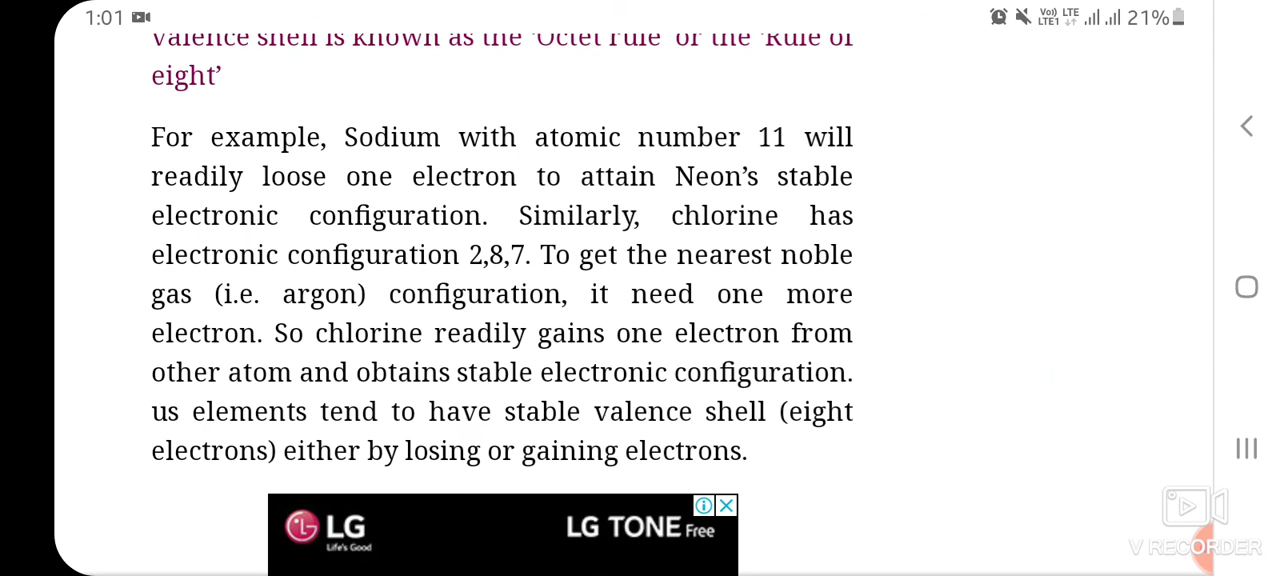 1:01
Vo)) LTE
LTE1
21%
valence shell is known as the ‘Octet rule’ or the ‘Rule of
eight’
For example, Sodium with atomic number 11 will
readily loose one electron to attain Neon’s stable
electronic configuration. Similarly, chlorine has
electronic configuration 2,8,7. To get the nearest noble
gas (i.e. argon) configuration, it need one more
electron. So chlorine readily gains one electron from
other atom and obtains stable electronic configuration.
us elements tend to have stable valence shell (eight
electrons) either by losing or gaining electrons.
LG
Life's Good
LG TONE Free
V RECORDER